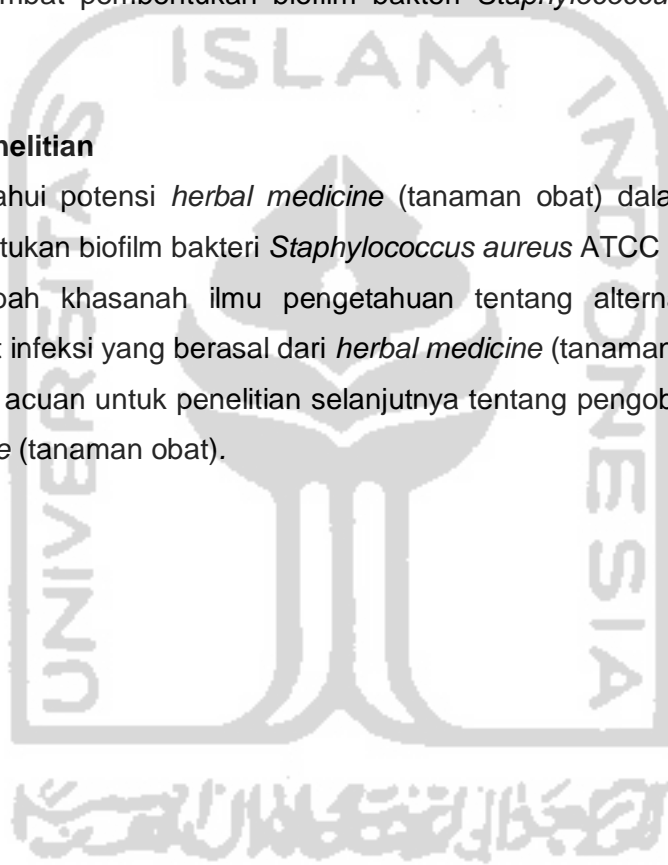 mbat pembentukan biofilm bakteri Staphylococcu
nelitian
ahui potensi herbal medicine (tanaman obat) dala
tukan biofilm bakteri Staphylococcus aureus ATCC
bah khasanah ilmu pengetahuan tentang alterna
t infeksi yang berasal dari herbal medicine (tanaman
acuan untuk penelitian selanjutnya tentang pengob
e (tanaman obat).
ISLAM
UNIVERSITAS
INDONESIA